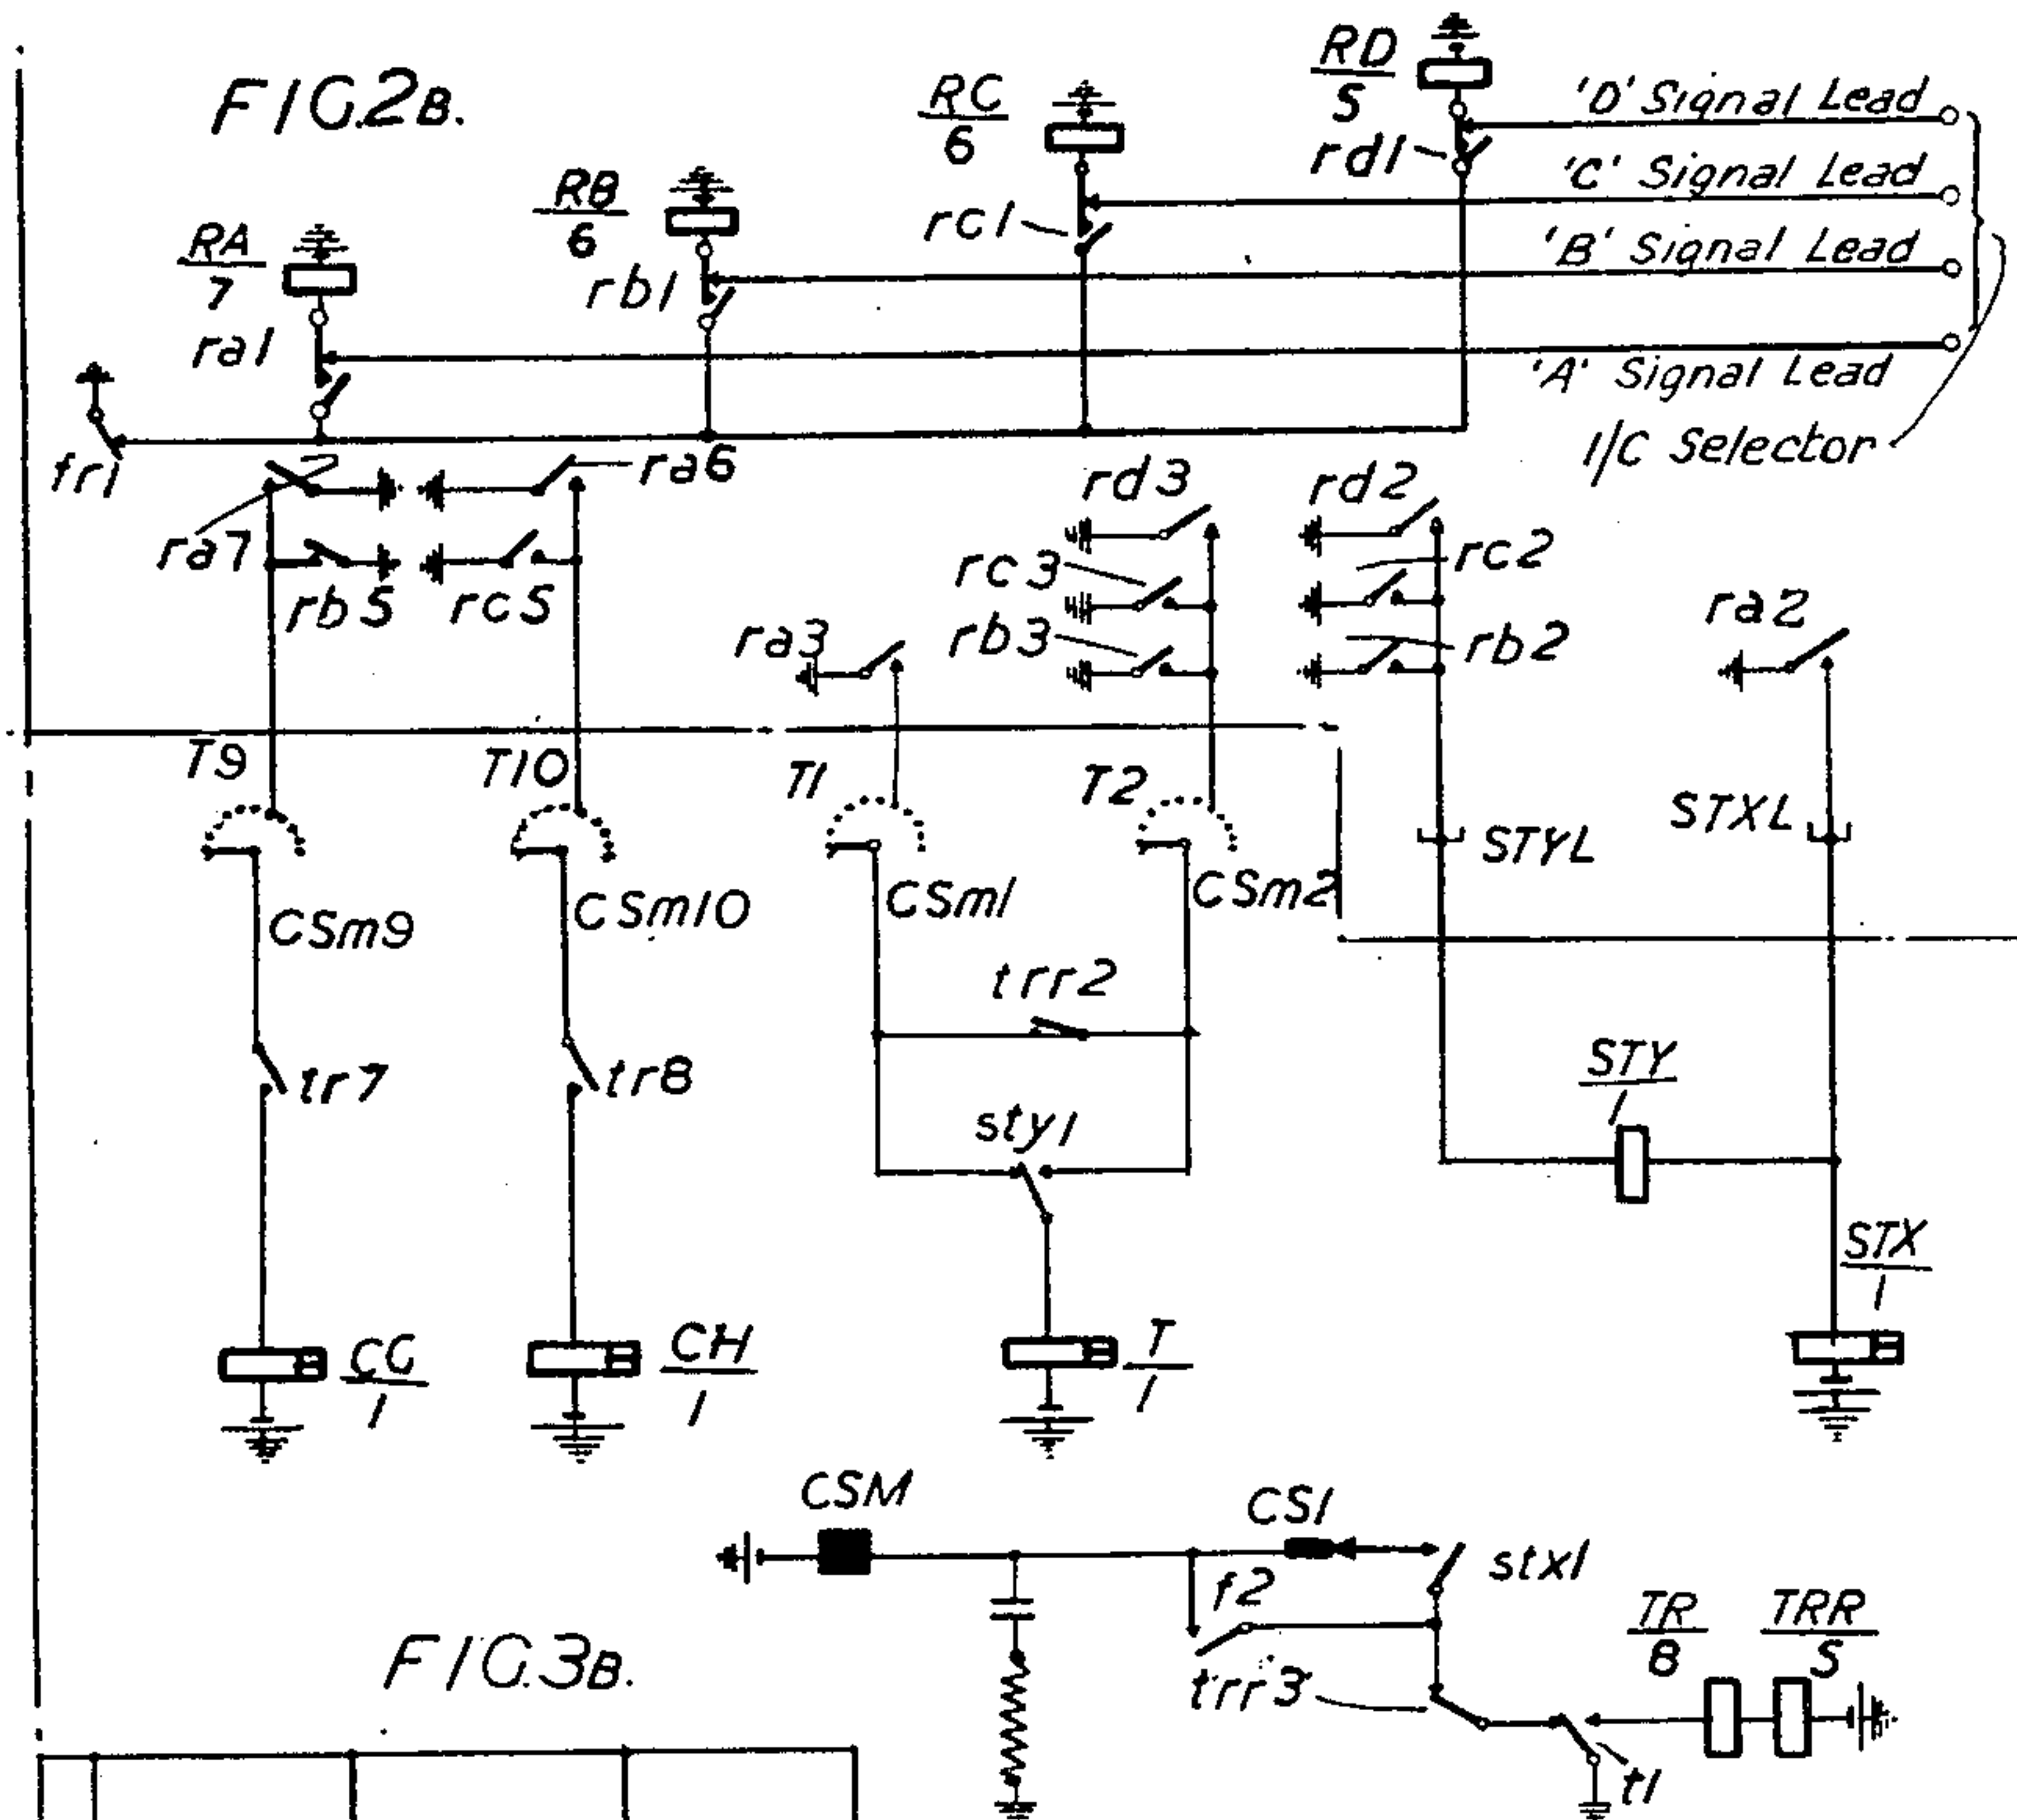 FIG.2B.
RD
5
'D' Signal Lead
RC
6
rd1
'C' Signal Lead
RB
6
rc1
'B' Signal Lead
RA
7
rb1
ra1
'A' Signal Lead
I/C Selector
tr1
ra6
rd3
rd2
ra7
rc3
rc2
rb5
rc5
ra3
rb3
rb2
ra2
T9
T10
T1
T2
STYL
STXL
CSm9
CSm10
CSm1
CSm2
trr2
tr7
tr8
sty1
STY
1
STX
1
CG
1
CH
1
T
1
CSM
CS1
stx1
f2
TR
8
TRR
5
trr3
t1
FIG.3B.